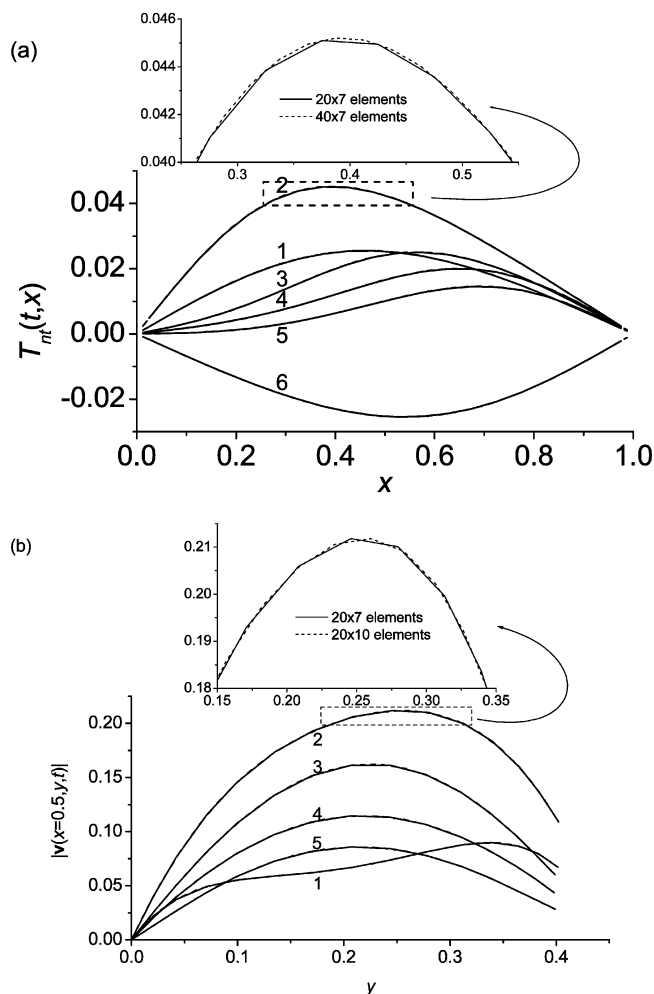 (a)
0.046
0.044
0.042
0.040
20x7 elements
40x7 elements
0.3 0.4 0.5
0.04
0.02
0.00
-0.02
T_nt(t,x)
2
1
3
4
5
6
0.0 0.2 0.4 0.6 0.8 1.0
x
(b)
0.21
0.20
0.19
0.18
20x7 elements
20x10 elements
0.15 0.20 0.25 0.30 0.35
0.20
0.15
0.10
0.05
0.00
|v(x=0.5,y,t)|
2
3
4
5
1
0.0 0.1 0.2 0.3 0.4
y